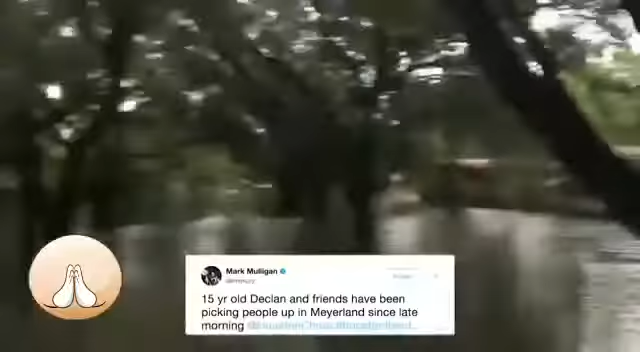 Mark Mulligan
15 yr old Declan and friends have been
picking people up in Meyerland since late
morning